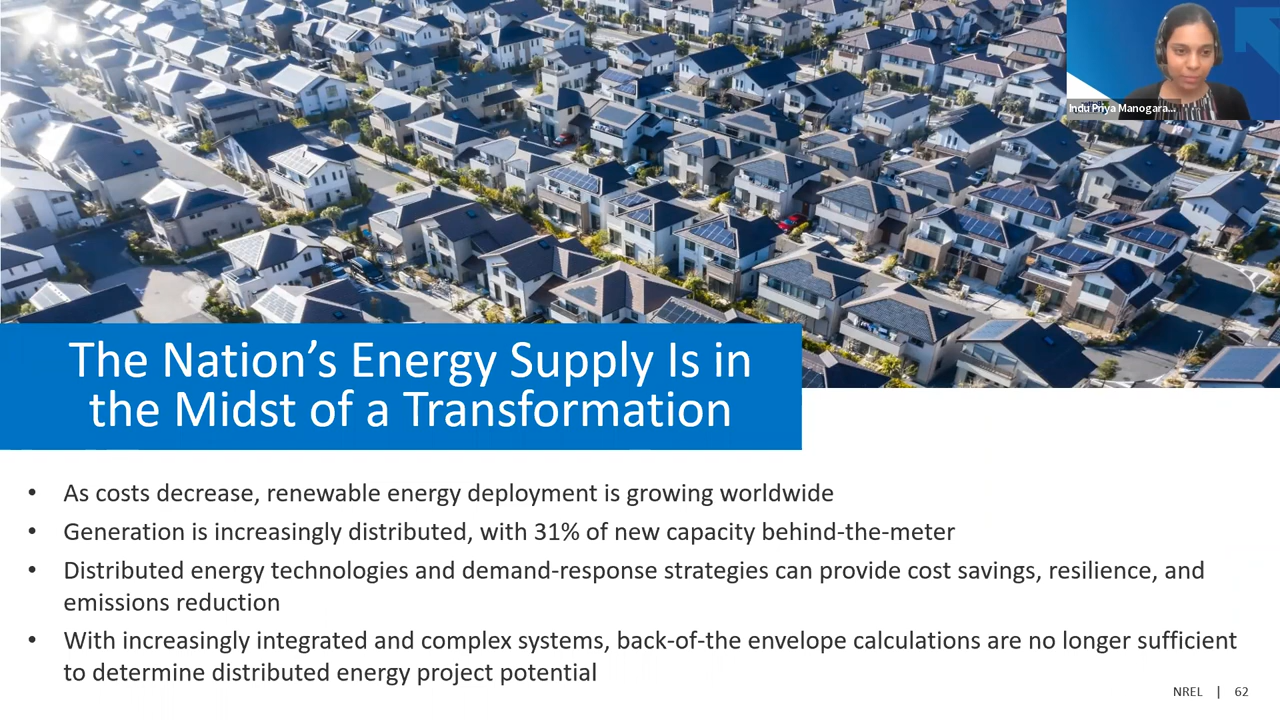 Indu Priya Manogara...
The Nation's Energy Supply Is in
the Midst of a Transformation
• As costs decrease, renewable energy deployment is growing worldwide
• Generation is increasingly distributed, with 31% of new capacity behind-the-meter
• Distributed energy technologies and demand-response strategies can provide cost savings, resilience, and
emissions reduction
• With increasingly integrated and complex systems, back-of-the envelope calculations are no longer sufficient
to determine distributed energy project potential
NREL | 62